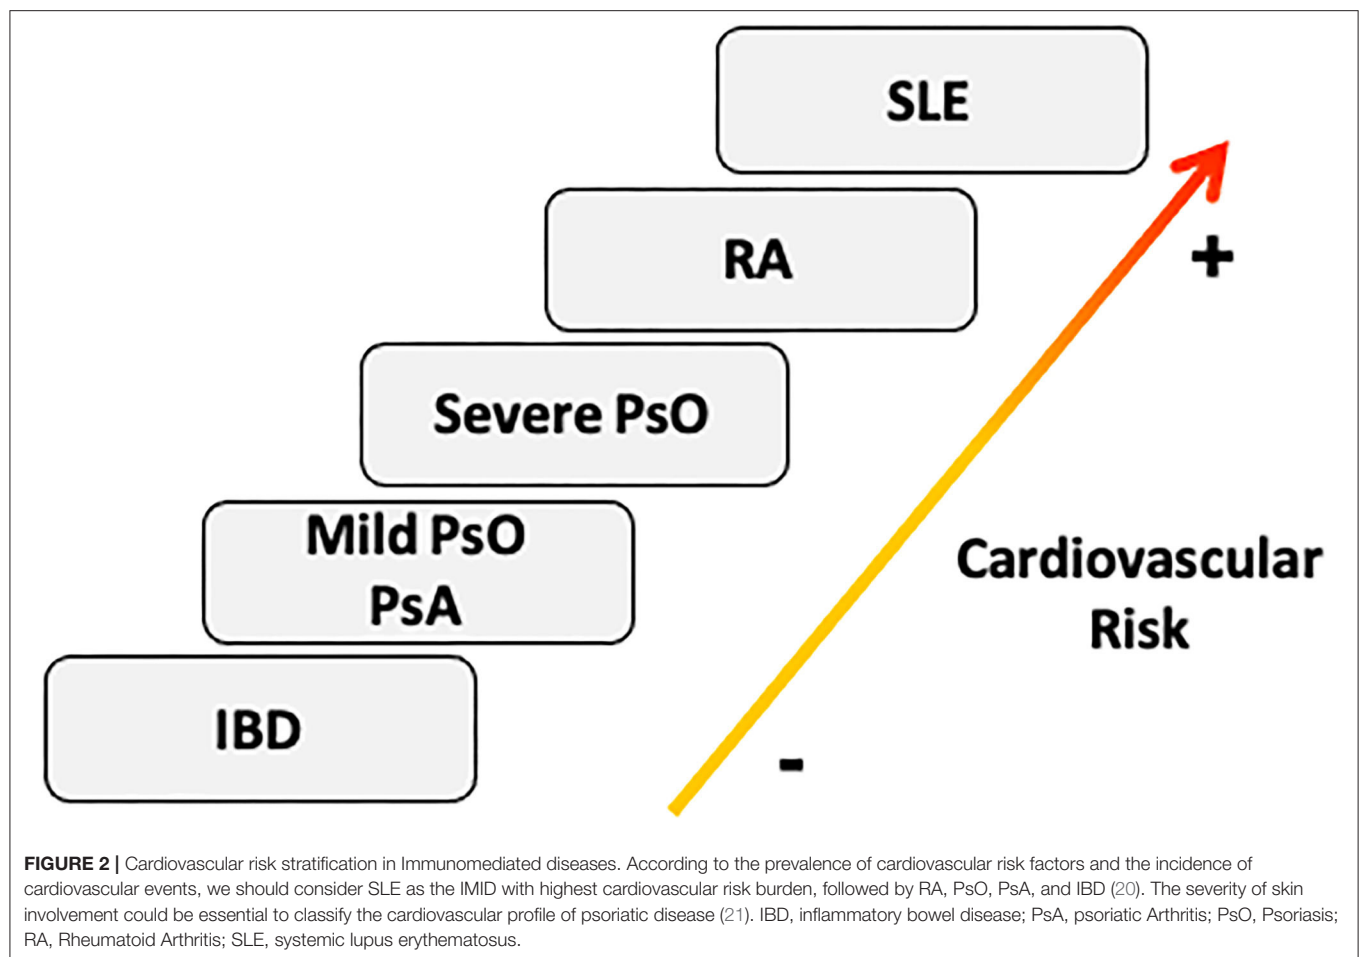 SLE
RA
+
Severe PsO
Mild PsO
PsA
Cardiovascular
Risk
IBD
-
FIGURE 2 | Cardiovascular risk stratification in Immunomediated diseases. According to the prevalence of cardiovascular risk factors and the incidence of
cardiovascular events, we should consider SLE as the IMID with highest cardiovascular risk burden, followed by RA, PsO, PsA, and IBD (20). The severity of skin
involvement could be essential to classify the cardiovascular profile of psoriatic disease (21). IBD, inflammatory bowel disease; PsA, psoriatic Arthritis; PsO, Psoriasis;
RA, Rheumatoid Arthritis; SLE, systemic lupus erythematosus.